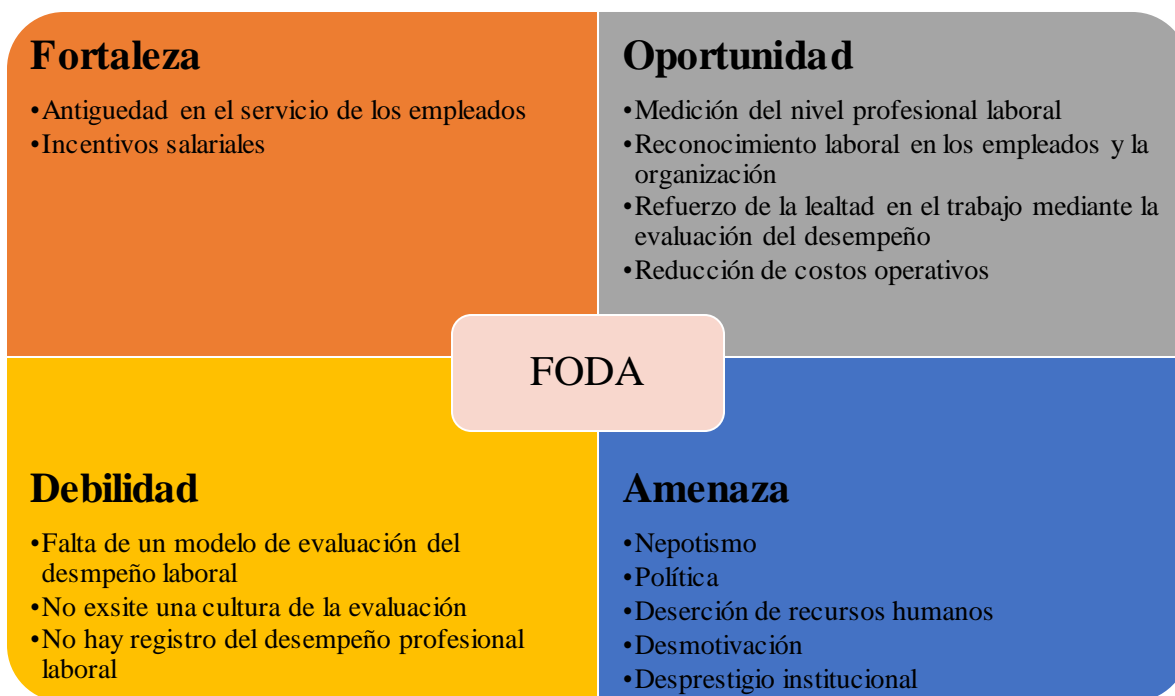 Fortaleza
•Antiguedad en el servicio de los empleados
•Incentivos salariales
Oportunidad
•Medición del nivel profesional laboral
•Reconocimiento laboral en los empleados y la
organización
•Refuerzo de la lealtad en el trabajo mediante la
evaluación del desempeño
•Reducción de costos operativos
FODA
Debilidad
•Falta de un modelo de evaluación del
desmpeño laboral
•No exsite una cultura de la evaluación
•No hay registro del desempeño profesional
laboral
Amenaza
•Nepotismo
•Política
•Deserción de recursos humanos
•Desmotivación
•Desprestigio institucional